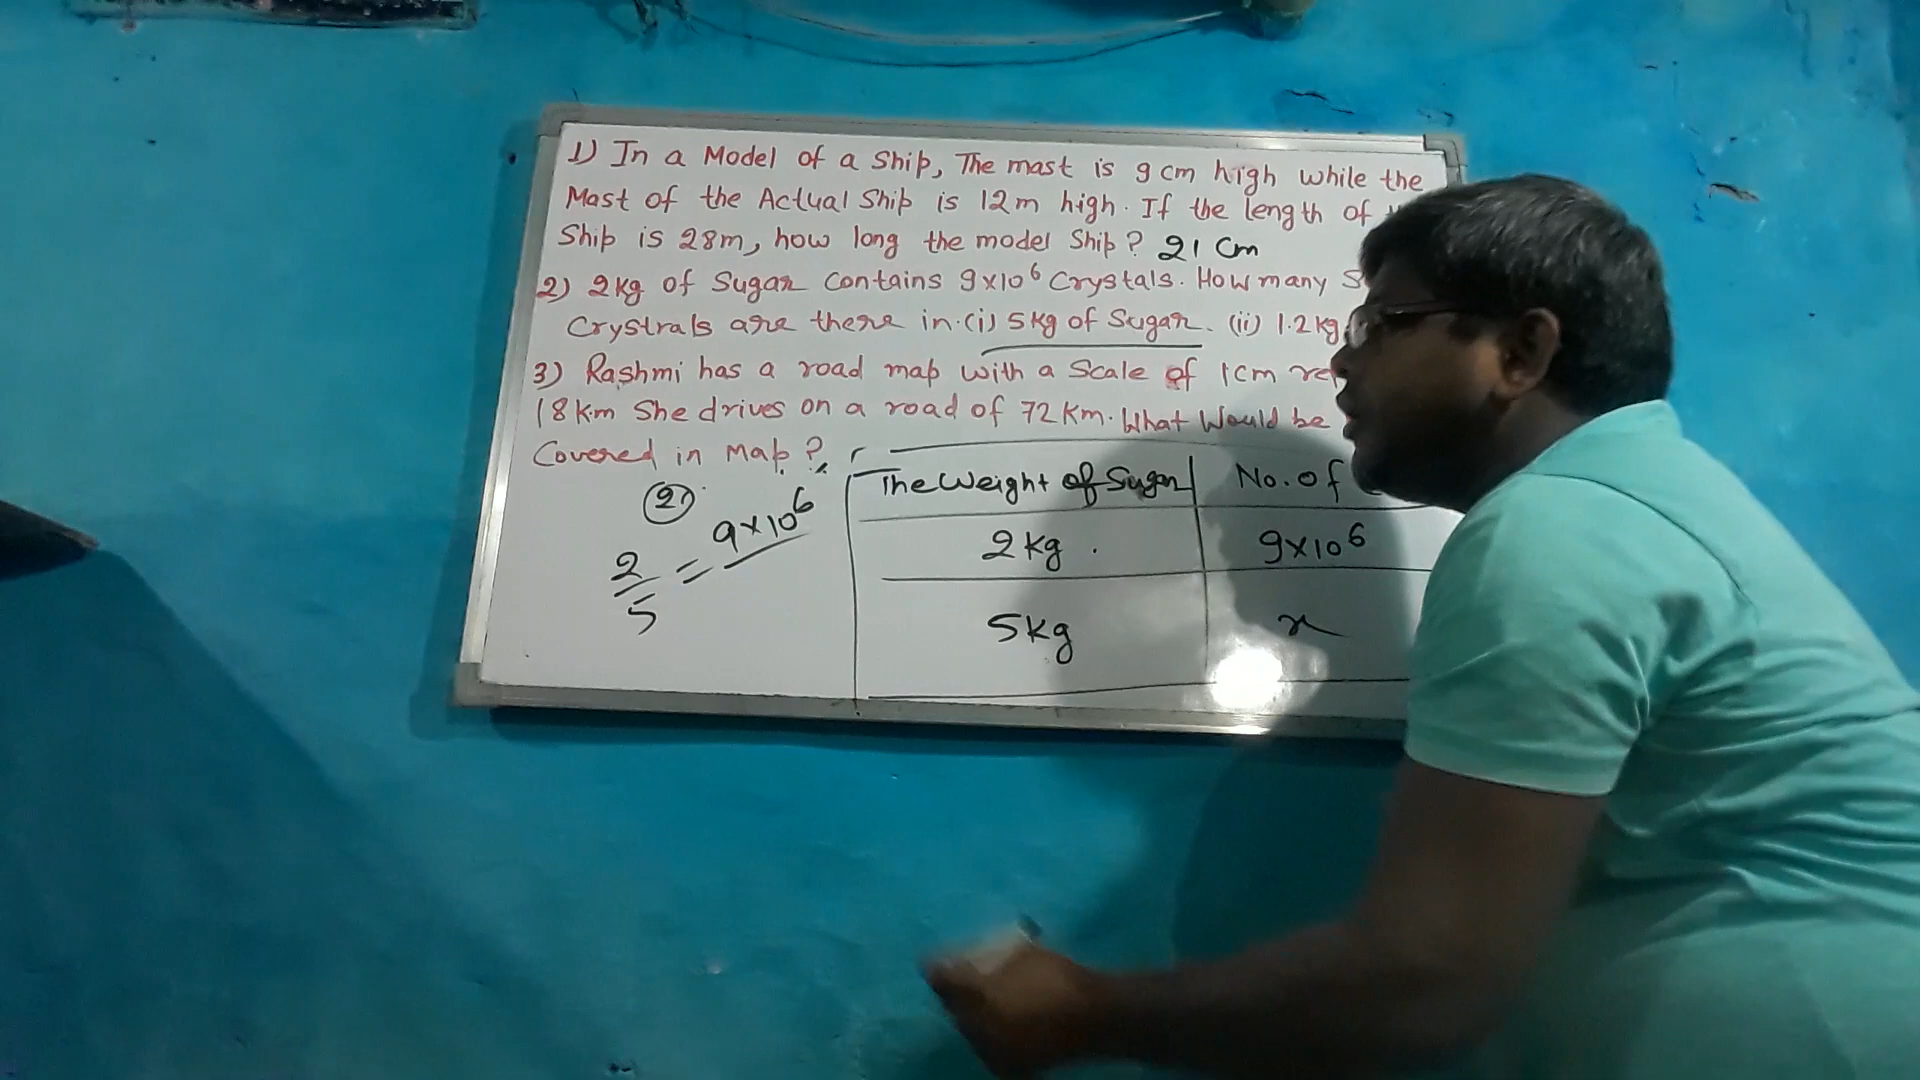 1) In a Model of a Ship, The mast is 9 cm high while the
Mast of the Actual Ship is 12m high. If the length of
Ship is 28m, how long the model Ship? 21 Cm
2) 2kg of Sugar Contains 9x10⁶ Crystals. How many
Crystrals are there in.(i) 5kg of Sugar. (ii) 1.2kg
3) Rashmi has a road map with a Scale of 1cm
18km She drives on a road of 72km. What Would be
Covered in Map?
2)
2/5 = 9x10⁶
The Weight of Sugar No. of
2kg. 9x10⁶
5kg x